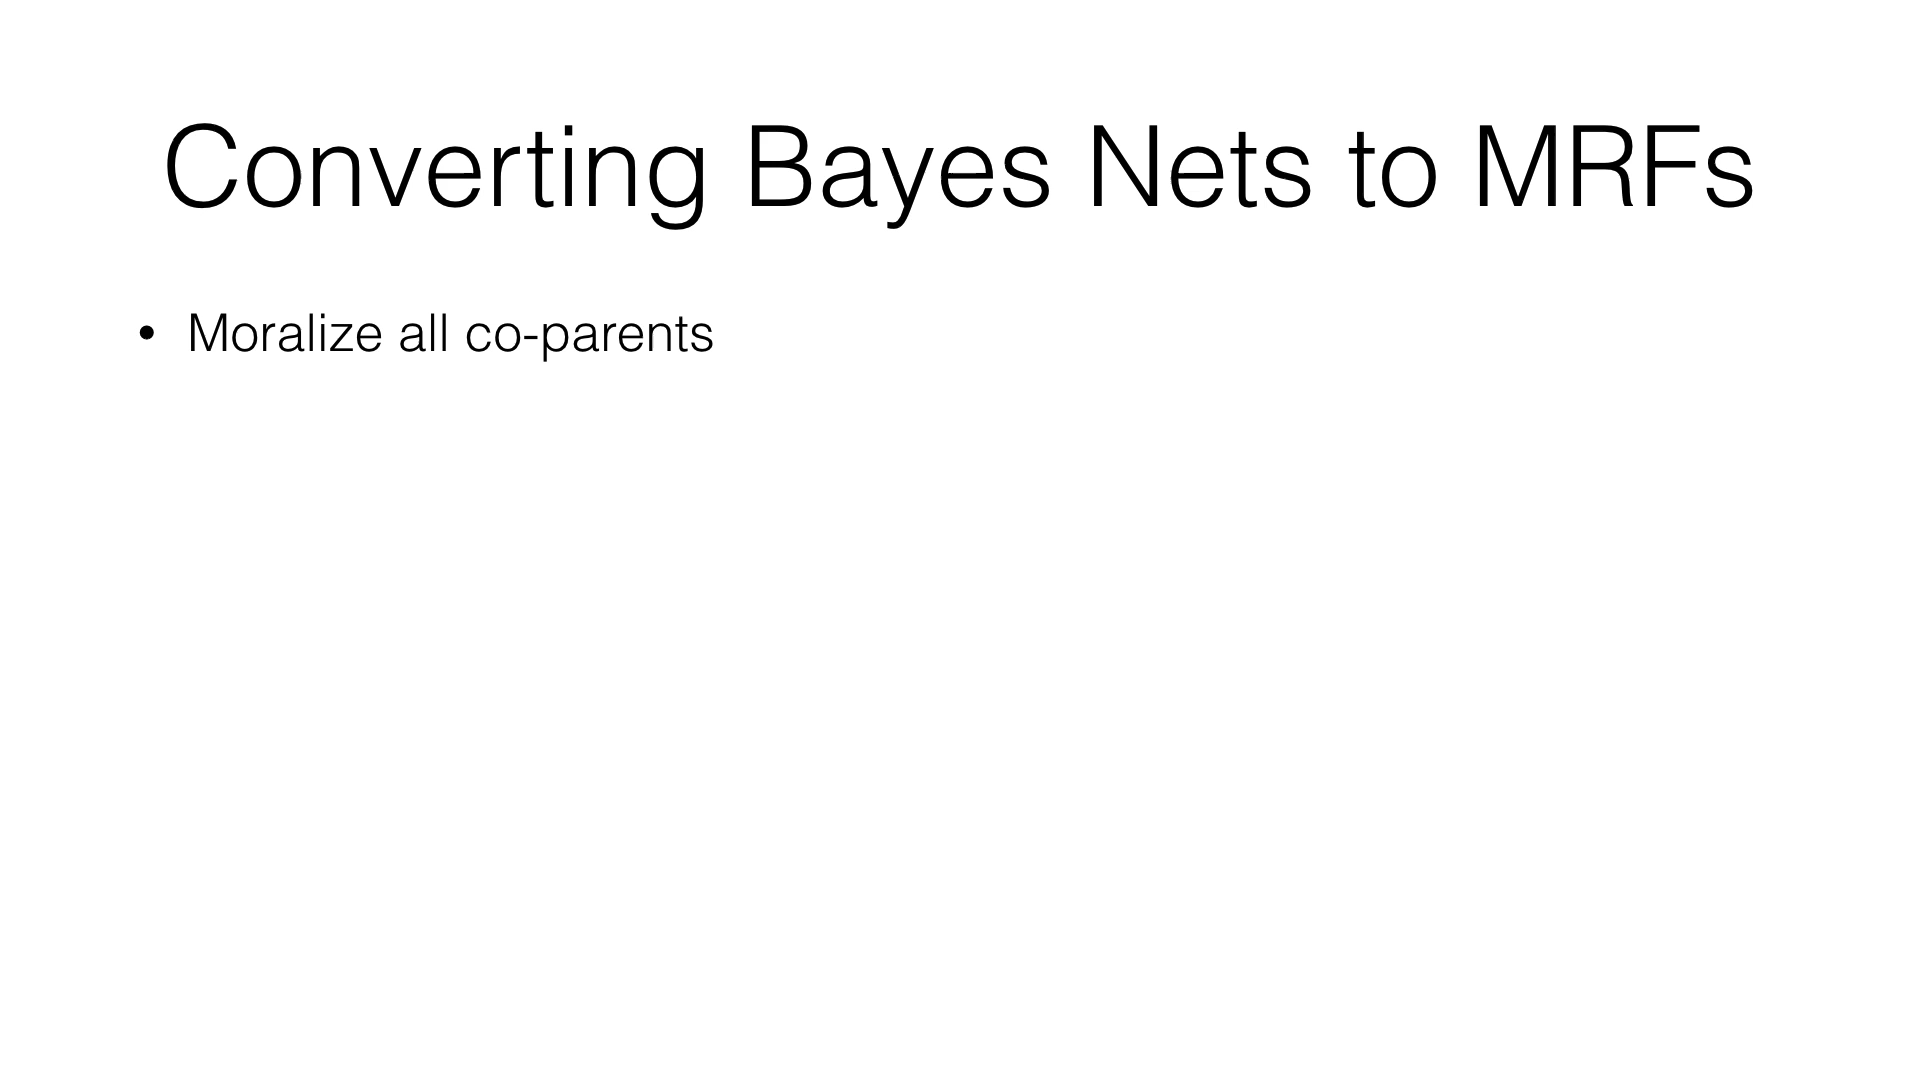 Converting Bayes Nets to MRFs
• Moralize all co-parents